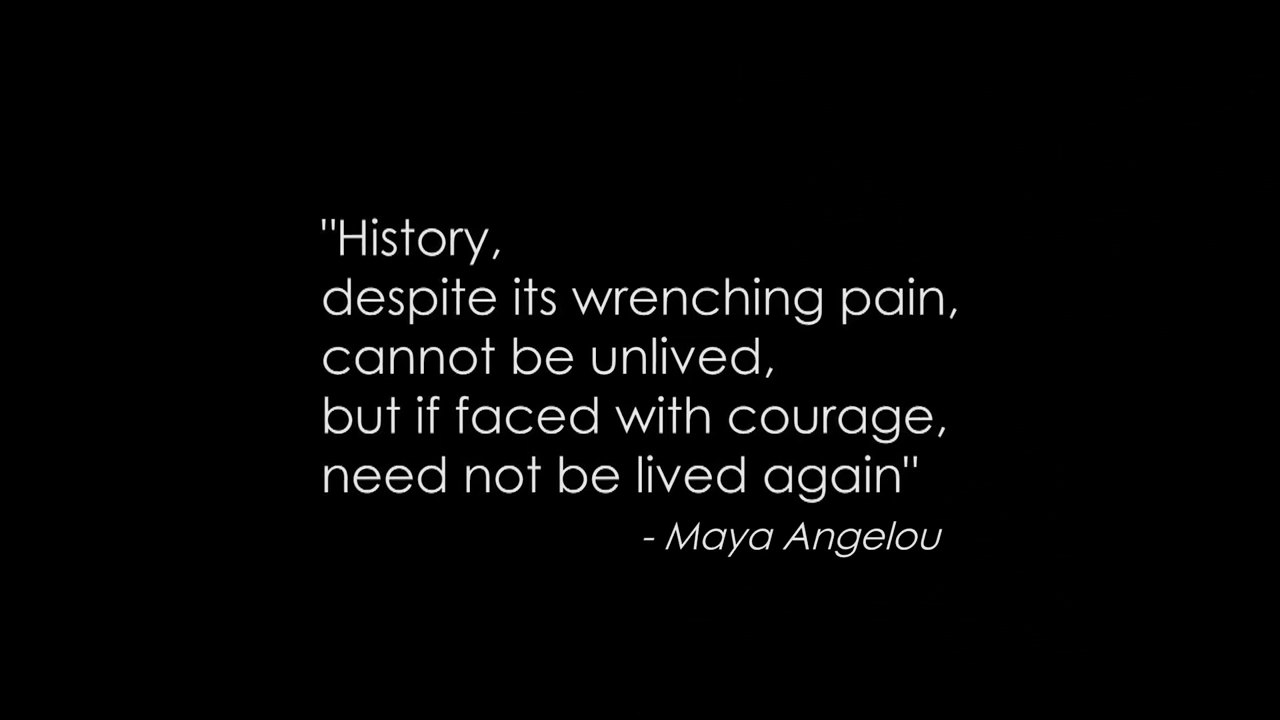 "History,
despite its wrenching pain,
cannot be unlived,
but if faced with courage,
need not be lived again"
- Maya Angelou